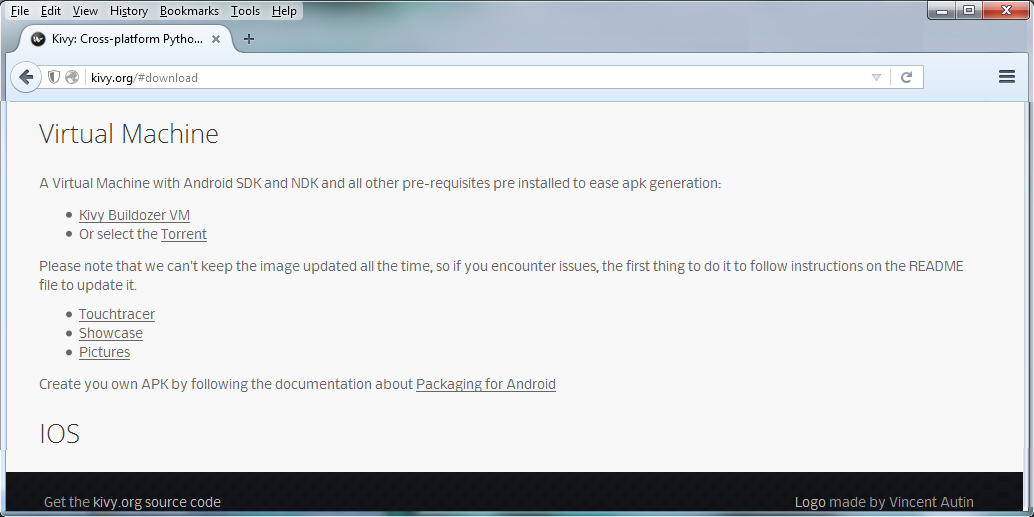 File Edit View History Bookmarks Tools Help
Kivy: Cross-platform Pytho...
kivy.org/#download
Virtual Machine
A Virtual Machine with Android SDK and NDK and all other pre-requisites pre installed to ease apk generation:
Kivy Buildozer VM
Or select the Torrent
Please note that we can't keep the image updated all the time, so if you encounter issues, the first thing to do it to follow instructions on the README
file to update it.
Touchtracer
Showcase
Pictures
Create you own APK by following the documentation about Packaging for Android
IOS
Get the kivy.org source code
Logo made by Vincent Autin